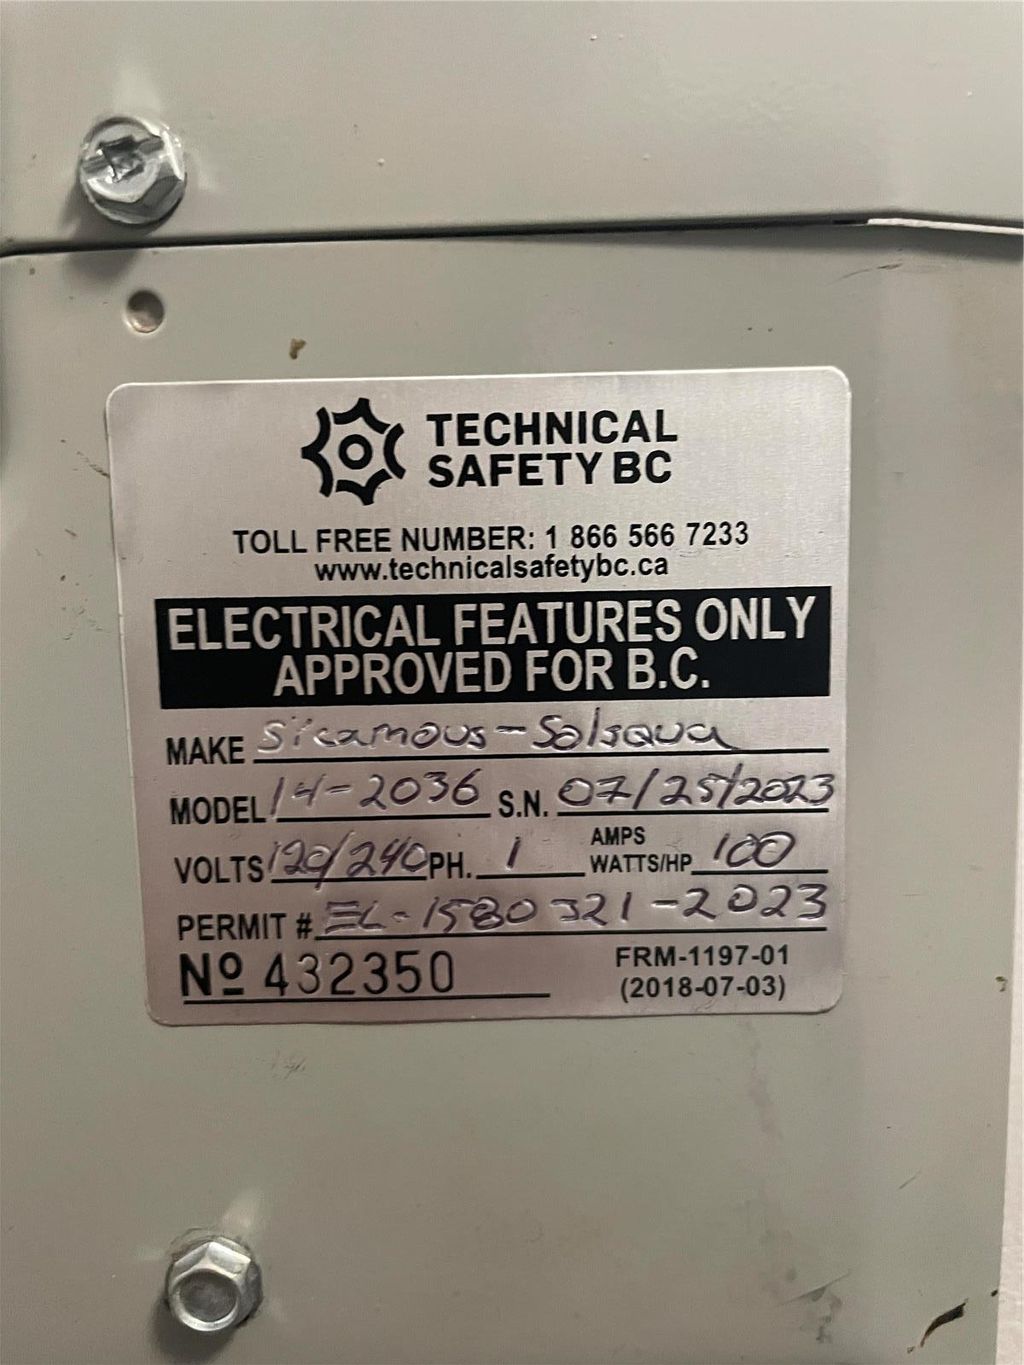 TECHNICAL
SAFETY BC
TOLL FREE NUMBER: 1 866 566 7233
www.technicalsafetybc.ca
ELECTRICAL FEATURES ONLY
APPROVED FOR B.C.
MAKE Sicamous-Solsqua
MODEL 14-2036 S.N. 07/25/2023
VOLTS 120/240 PH. 1 AMPS WATTS/HP 100
PERMIT # EL-1580321-2023
Nº 432350 FRM-1197-01
(2018-07-03)